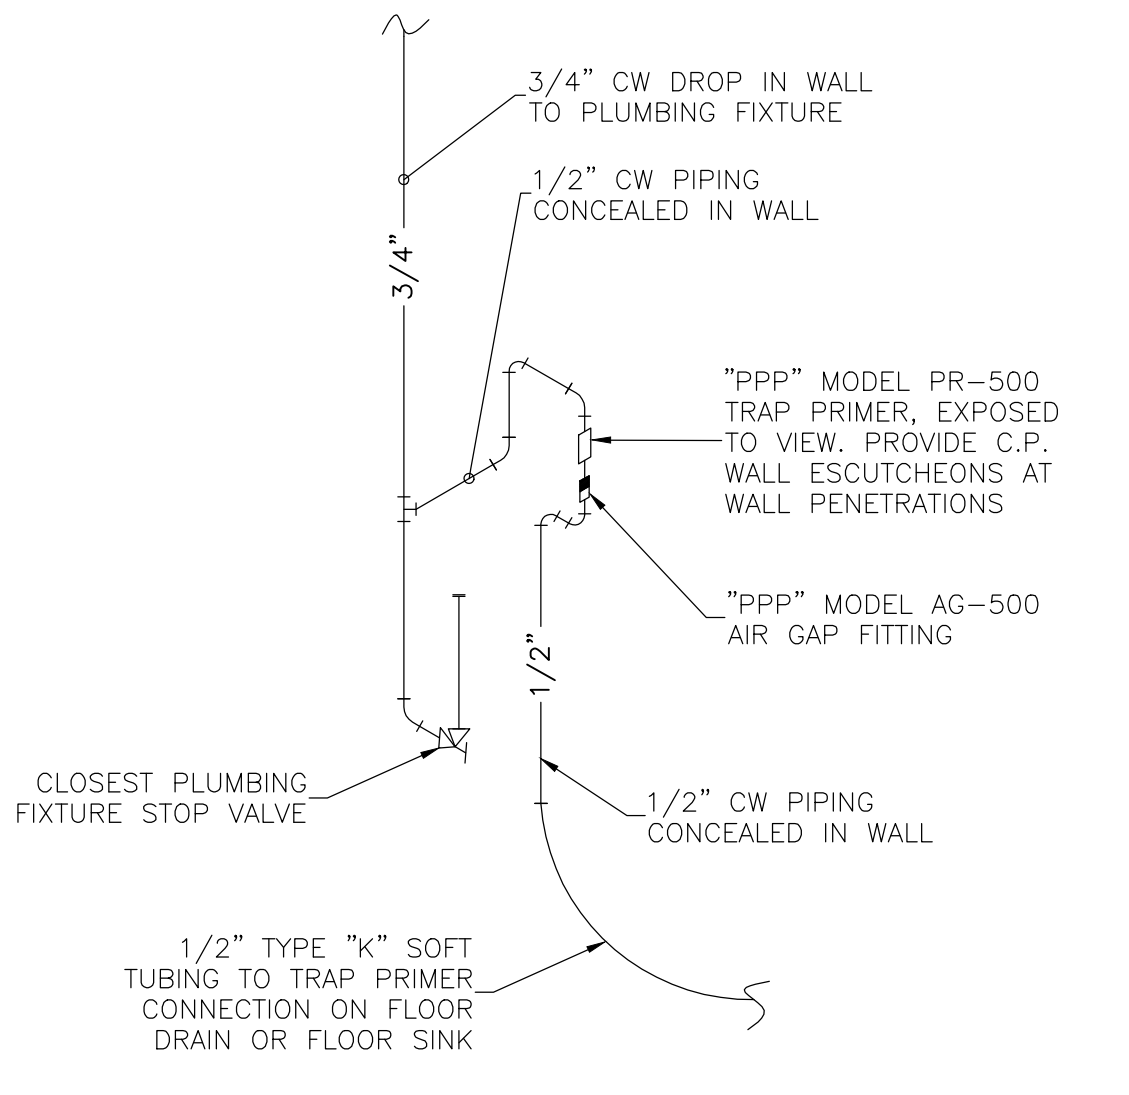 3/4” CW DROP IN WALL
TO PLUMBING FIXTURE
1/2” CW PIPING
CONCEALED IN WALL
3/4”
”PPP” MODEL PR-500
TRAP PRIMER, EXPOSED
TO VIEW. PROVIDE C.P.
WALL ESCUTCHEONS AT
WALL PENETRATIONS
”PPP” MODEL AG-500
AIR GAP FITTING
1/2”
CLOSEST PLUMBING
FIXTURE STOP VALVE
1/2” CW PIPING
CONCEALED IN WALL
1/2” TYPE ”K” SOFT
TUBING TO TRAP PRIMER
CONNECTION ON FLOOR
DRAIN OR FLOOR SINK